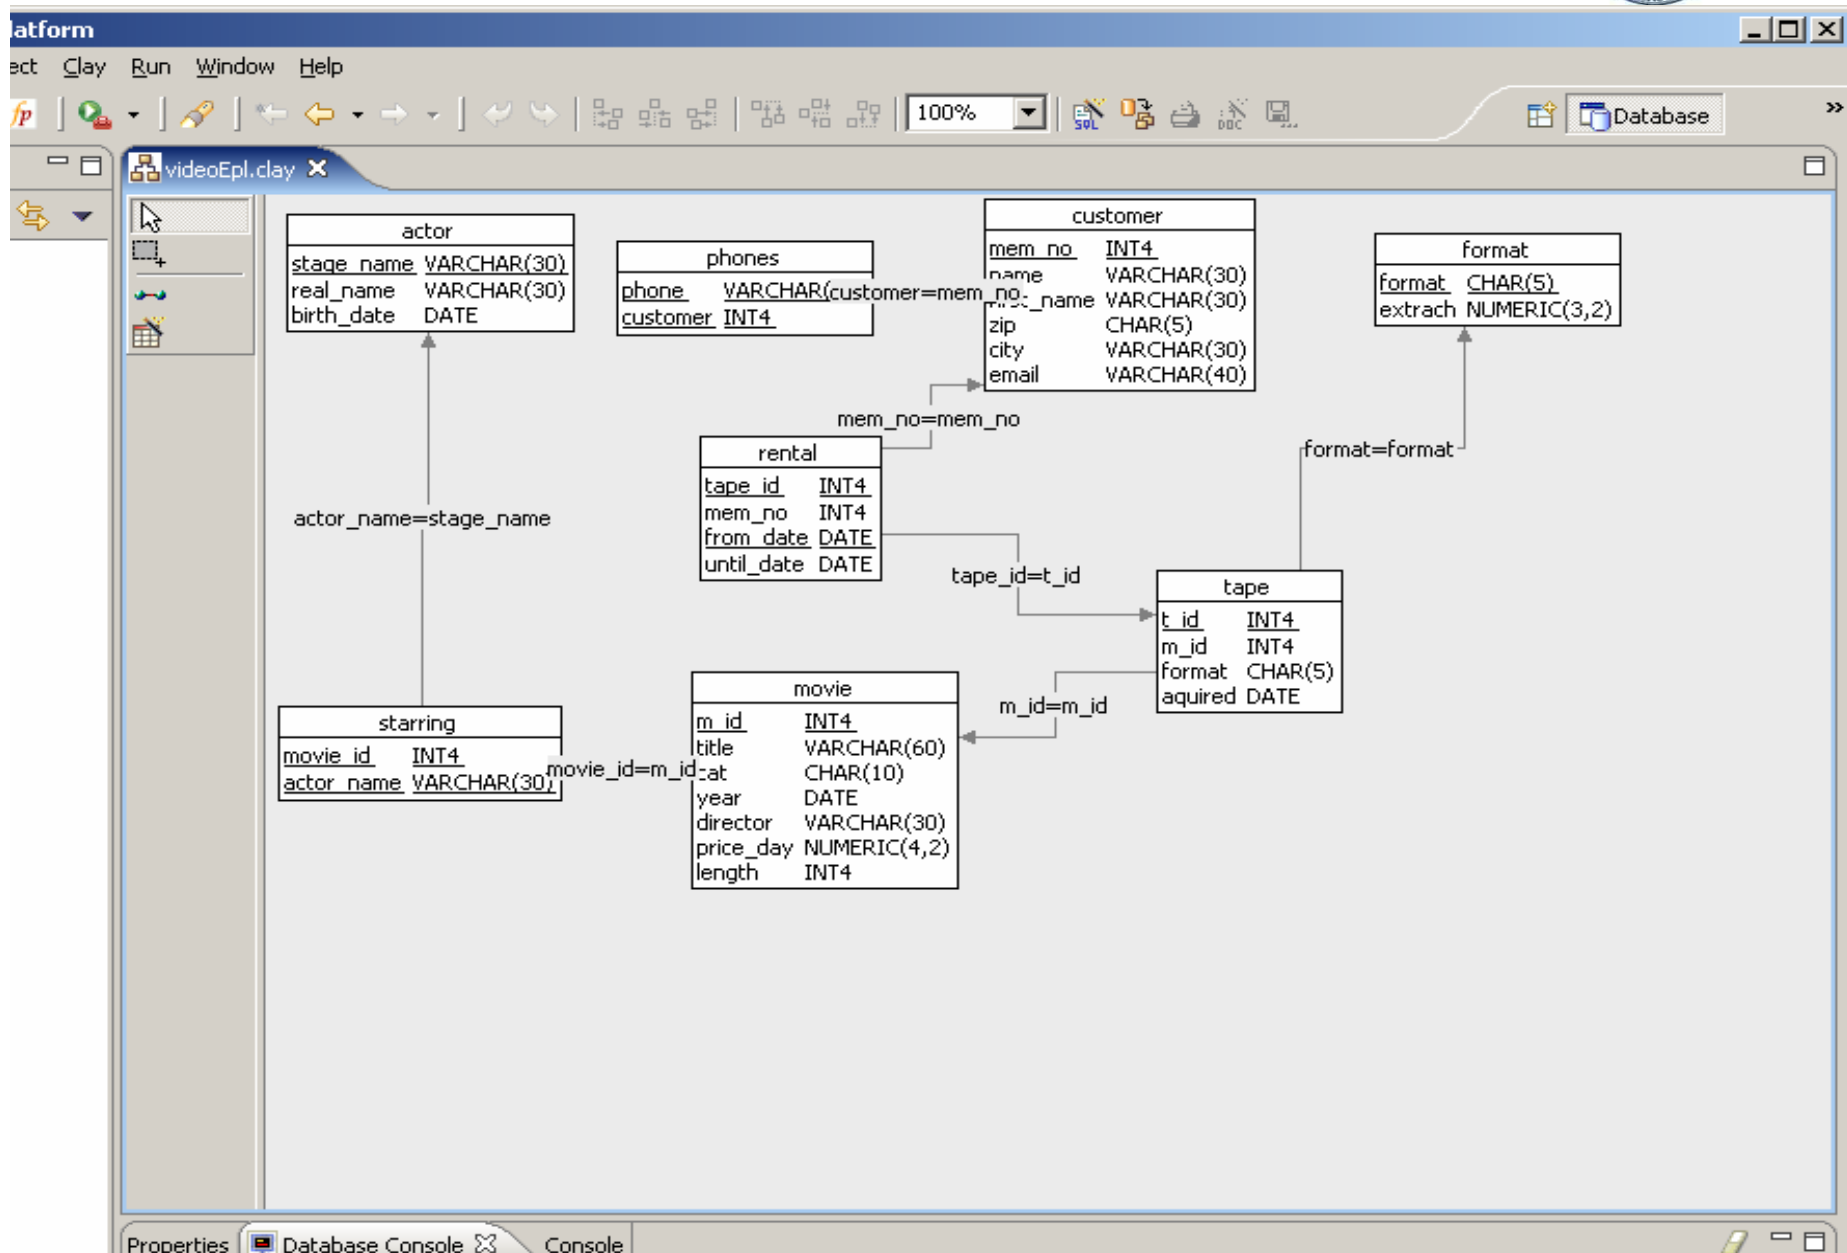 latform
ect Clay Run Window Help
100%
SQL
DOC
Database
»
videoEpl.clay
actor
stage_name VARCHAR(30)
real_name VARCHAR(30)
birth_date DATE
phones
phone VARCHAR(
customer INT4
customer=mem_no
customer
mem_no INT4
name VARCHAR(30)
VARCHAR(30)
zip CHAR(5)
city VARCHAR(30)
email VARCHAR(40)
format
format CHAR(5)
extrach NUMERIC(3,2)
mem_no=mem_no
format=format
rental
tape_id INT4
mem_no INT4
from_date DATE
until_date DATE
actor_name=stage_name
tape_id=t_id
tape
t_id INT4
m_id INT4
format CHAR(5)
aquired DATE
m_id=m_id
starring
movie_id INT4
actor_name VARCHAR(30)
movie_id=m_id
movie
m_id INT4
title VARCHAR(60)
cat CHAR(10)
year DATE
director VARCHAR(30)
price_day NUMERIC(4,2)
length INT4
Properties Database Console Console